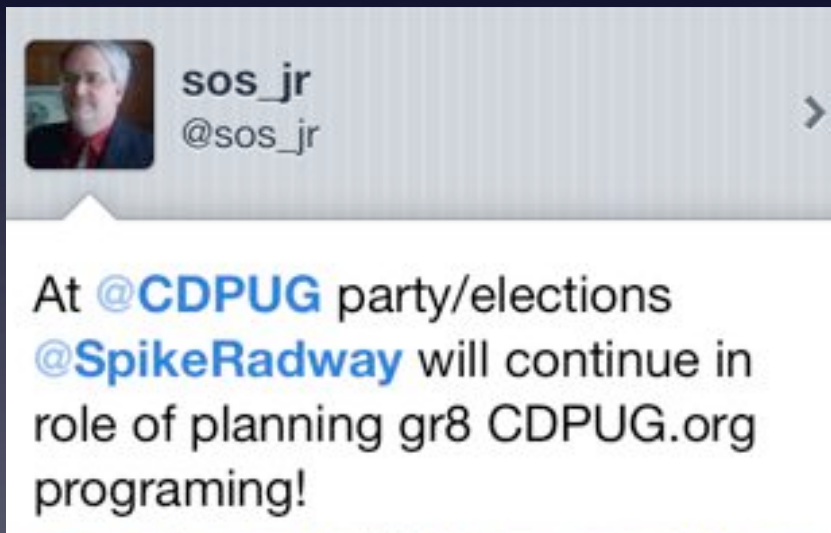 sos_jr
@sos_jr
At @CDPUG party/elections
@SpikeRadway will continue in
role of planning gr8 CDPUG.org
programing!